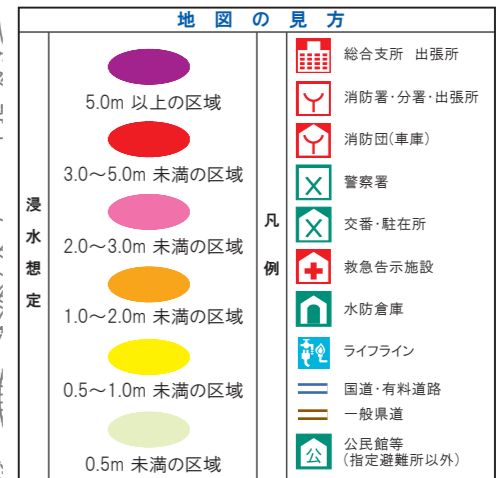 地図の見方
浸水想定
5.0m 以上の区域
3.0～5.0m 未満の区域
2.0～3.0m 未満の区域
1.0～2.0m 未満の区域
0.5～1.0m 未満の区域
0.5m 未満の区域
凡例
総合支所 出張所
消防署・分署・出張所
消防団(車庫)
警察署
交番・駐在所
救急告示施設
水防倉庫
ライフライン
国道・有料道路
一般県道
公
公民館等
(指定避難所以外)